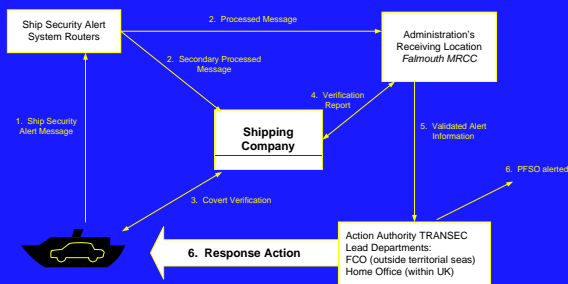 Ship Security Alert
System Routers
2. Processed Message
Administration's
Receiving Location
Falmouth MRCC
2. Secondary Processed
Message
4. Verification
Report
1. Ship Security
Alert Message
Shipping
Company
5. Validated Alert
Information
6. PFSO alerted
3. Covert Verification
6. Response Action
Action Authority TRANSEC
Lead Departments:
FCO (outside territorial seas)
Home Office (within UK)